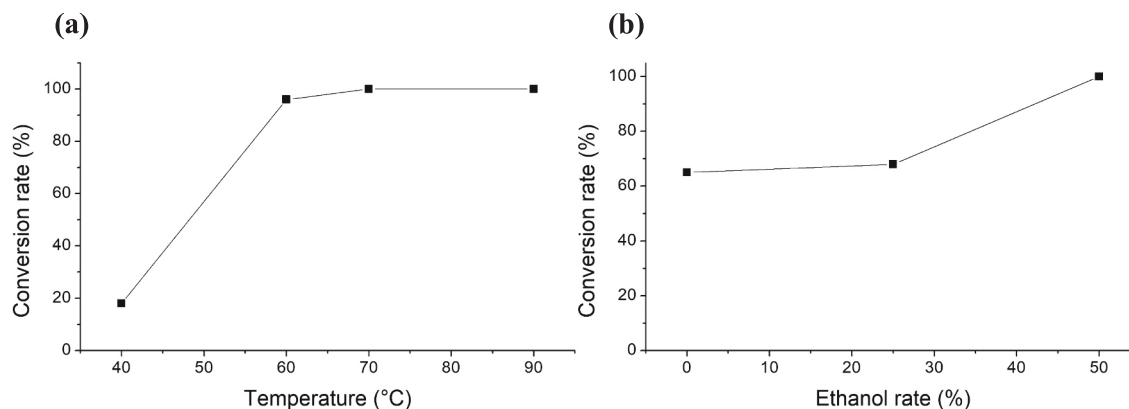 (a)
(b)
Conversion rate (%)
100
80
60
40
20
0
40 50 60 70 80 90
Temperature (°C)
Conversion rate (%)
100
80
60
40
20
0
0 10 20 30 40 50
Ethanol rate (%)